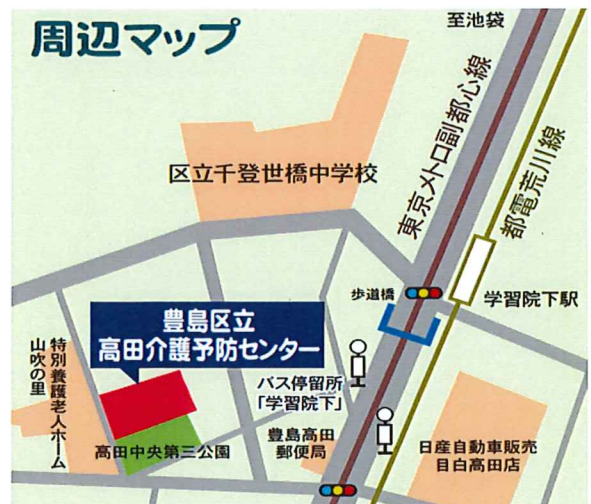 周辺マップ
至池袋
東京メトロ副都心線
都電荒川線
区立千登世橋中学校
歩道橋
学習院下駅
豊島区立
高田介護予防センター
特別養護老人ホーム
山吹の里
バス停留所
「学習院下」
高田中央第三公園
豊島高田
郵便局
日産自動車販売
目白高田店